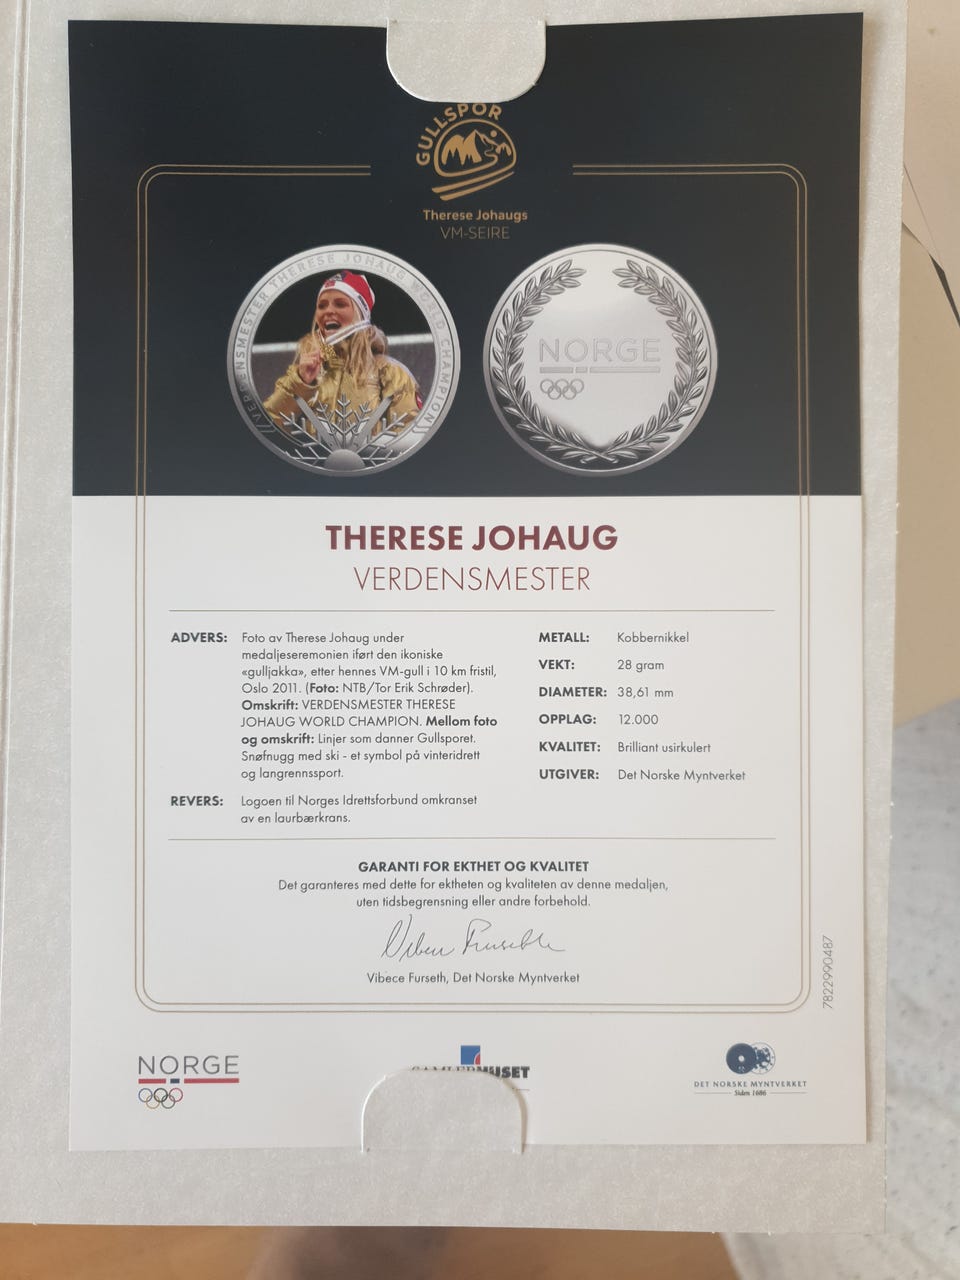 GULLSPOR
Therese Johaugs
VM-SEIRE
VERDENSMESTER THERESE JOHAUG WORLD CHAMPION
NORGE
THERESE JOHAUG
VERDENSMESTER
ADVERS: Foto av Therese Johaug under
medaljeseremonien iført den ikoniske
«gulljakka», etter hennes VM-gull i 10 km fristil,
Oslo 2011. (Foto: NTB/Tor Erik Schrøder).
Omskrift: VERDENSMESTER THERESE
JOHAUG WORLD CHAMPION. Mellom foto
og omskrift: Linjer som danner Gullsporet.
Snøfnugg med ski - et symbol på vinteridrett
og langrennssport.
REVERS: Logoen til Norges Idrettsforbund omkranset
av en laurbærkrans.
METALL: Kobbernikkel
VEKT: 28 gram
DIAMETER: 38,61 mm
OPPLAG: 12.000
KVALITET: Brilliant usirkulert
UTGIVER: Det Norske Myntverket
GARANTI FOR EKTHET OG KVALITET
Det garanteres med dette for ektheten og kvaliteten av denne medaljen,
uten tidsbegrensning eller andre forbehold.
Vibece Furseth, Det Norske Myntverket
7822990487
NORGE
SAMLERHUSET
DET NORSKE MYNTVERKET
Siden 1686